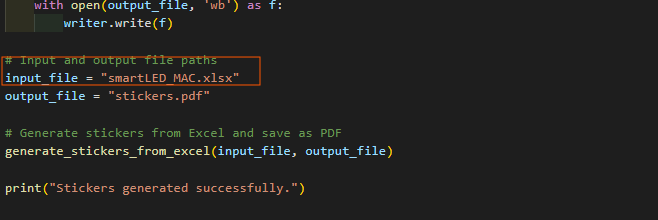 with open(output_file, 'wb') as f:
writer.write(f)
# Input and output file paths
input_file = "smartLED_MAC.xlsx"
output_file = "stickers.pdf"
# Generate stickers from Excel and save as PDF
generate_stickers_from_excel(input_file, output_file)
print("Stickers generated successfully.")